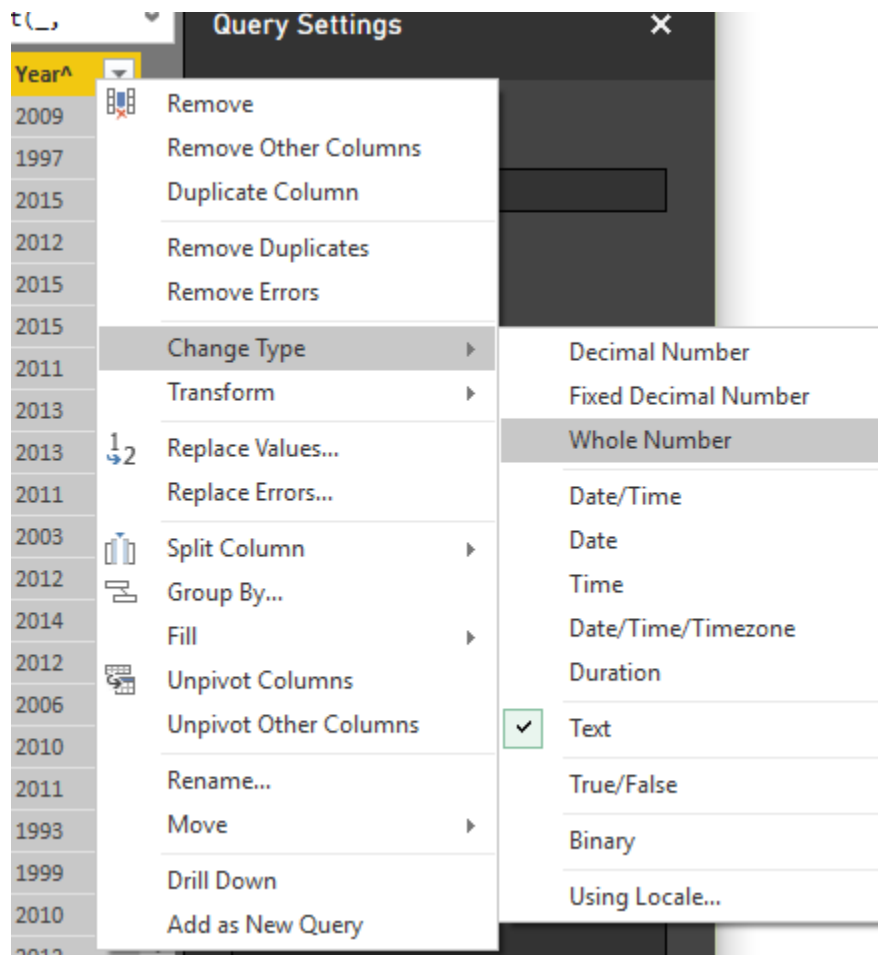 t(_,
Query Settings
Year^
2009
1997
2015
2012
2015
2015
2011
2013
2013
2011
2003
2012
2014
2012
2006
2010
2011
1993
1999
2010
Remove
Remove Other Columns
Duplicate Column
Remove Duplicates
Remove Errors
Change Type
Transform
1
2
Replace Values...
Replace Errors...
Split Column
Group By...
Fill
Unpivot Columns
Unpivot Other Columns
Rename...
Move
Drill Down
Add as New Query
Decimal Number
Fixed Decimal Number
Whole Number
Date/Time
Date
Time
Date/Time/Timezone
Duration
Text
True/False
Binary
Using Locale...